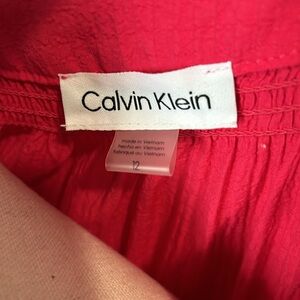 Calvin Klein
made in Vietnam
hecho en Vietnam
fabriqué au Vietnam
12